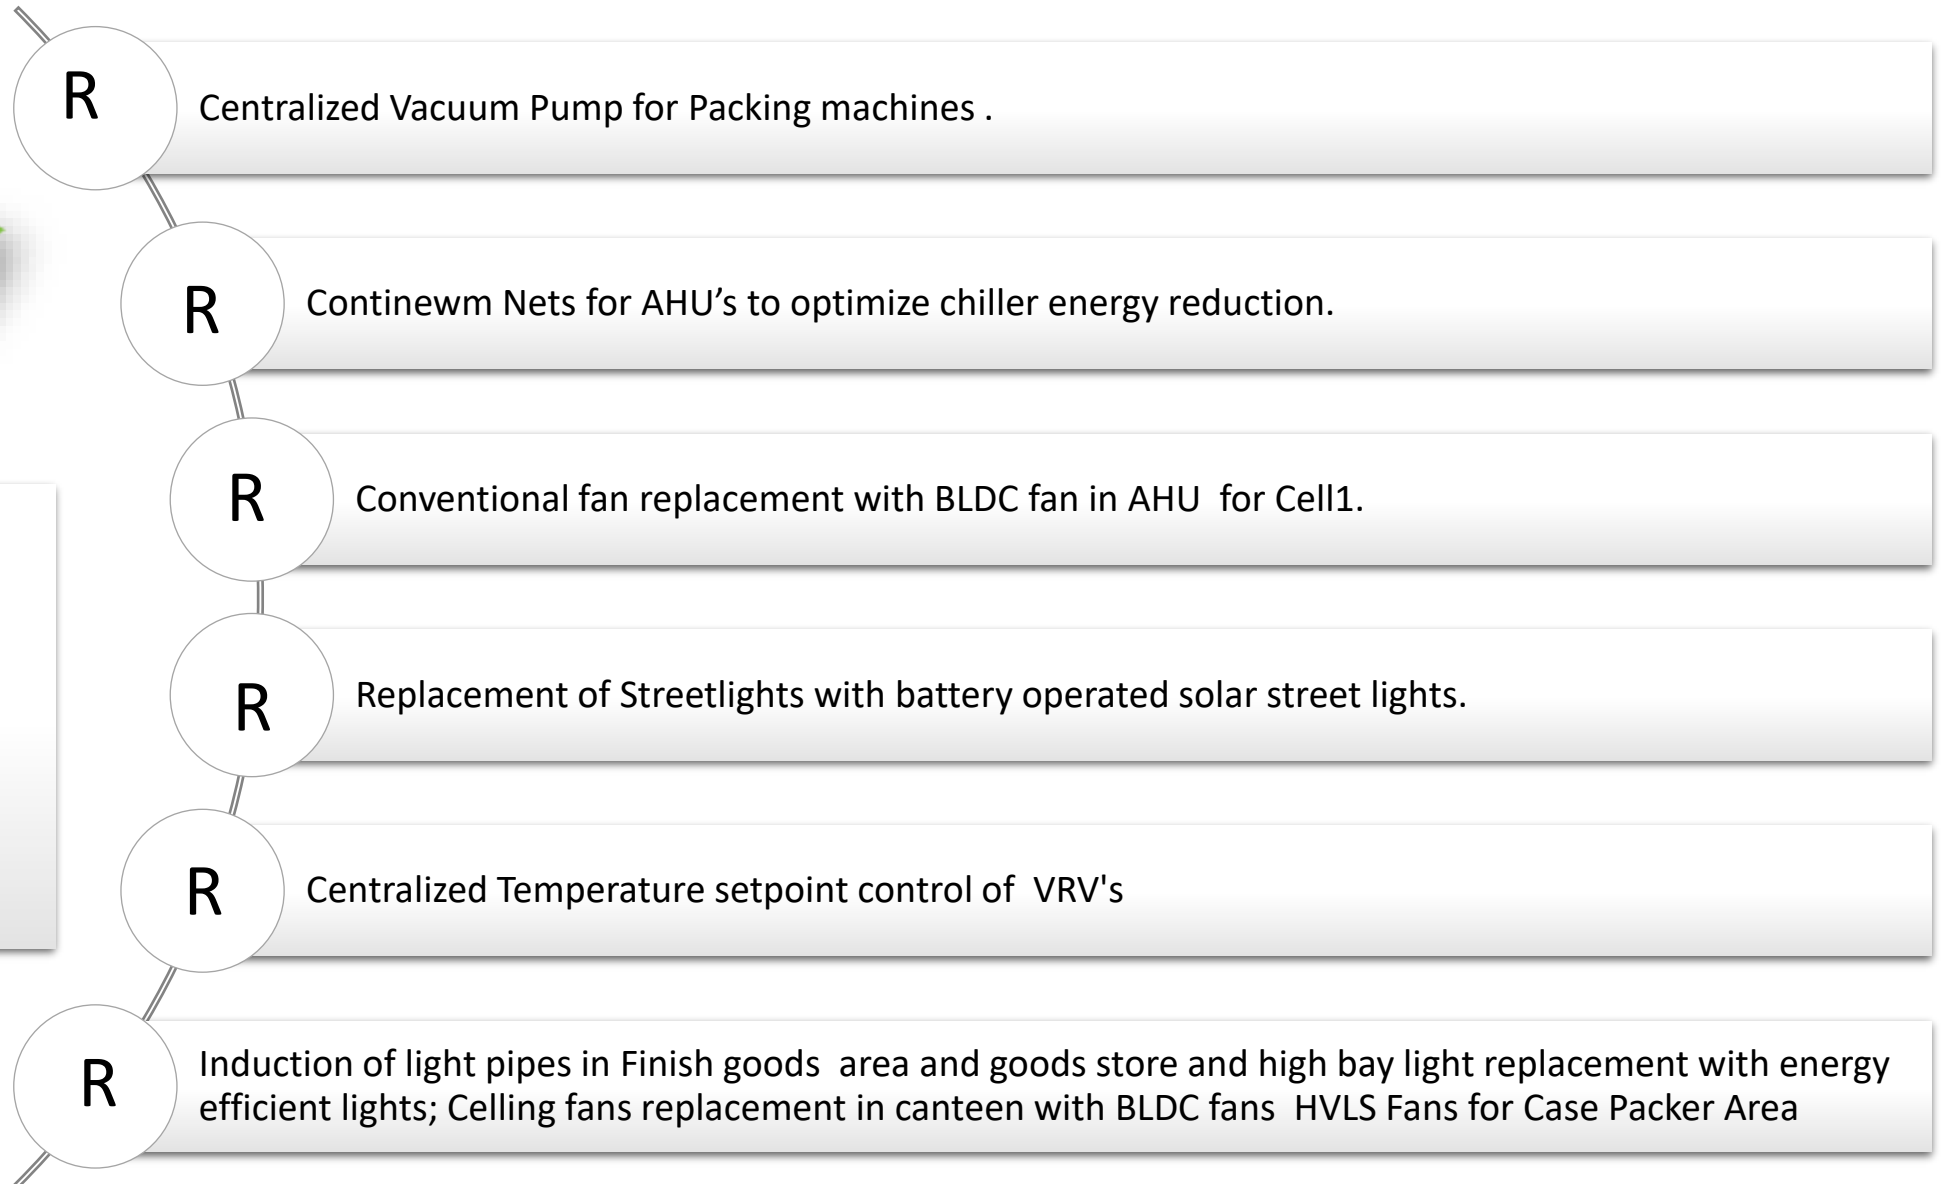 R
Centralized Vacuum Pump for Packing machines .
R
Continewm Nets for AHU’s to optimize chiller energy reduction.
R
Conventional fan replacement with BLDC fan in AHU  for Cell1.
R
Replacement of Streetlights with battery operated solar street lights.
R
Centralized Temperature setpoint control of  VRV's
R
Induction of light pipes in Finish goods  area and goods store and high bay light replacement with energy
efficient lights; Celling fans replacement in canteen with BLDC fans  HVLS Fans for Case Packer Area